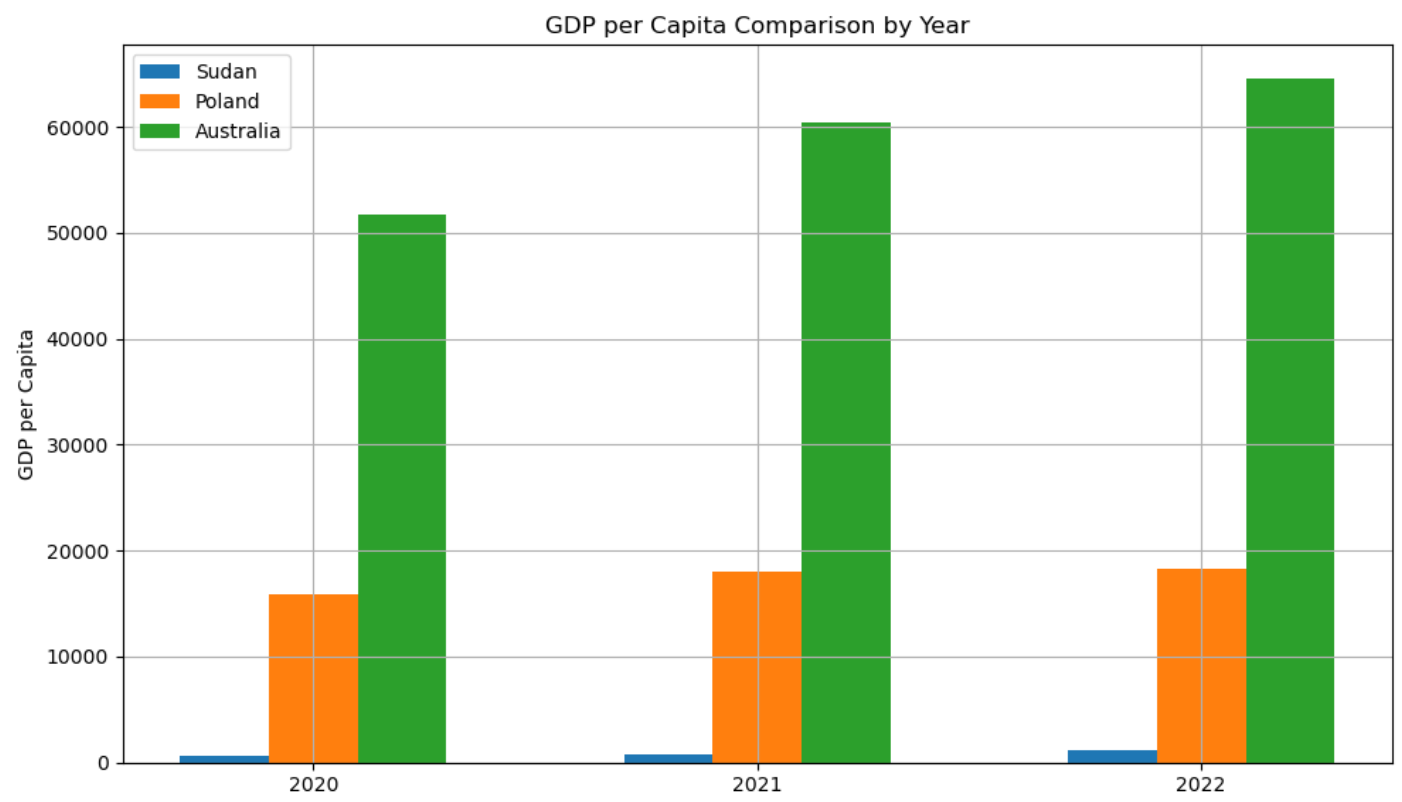 GDP per Capita Comparison by Year
Sudan
Poland
Australia
GDP per Capita
60000
50000
40000
30000
20000
10000
0
2020 2021 2022